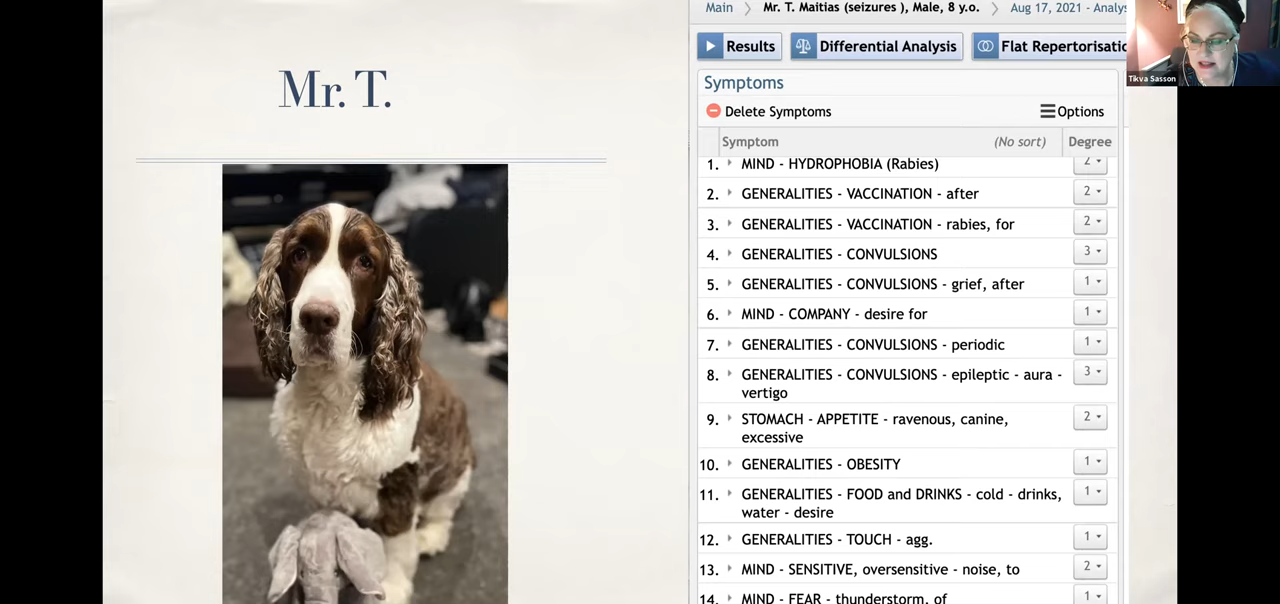 Mr. T.
Main
Mr. T. Maitias (seizures ), Male, 8 y.o.
Aug 17, 2021 - Analys
Results
Differential Analysis
Flat Repertorisatio
Tikva Sasson
Symptoms
Delete Symptoms
Options
Symptom (No sort) Degree
1. MIND - HYDROPHOBIA (Rabies) 2
2. GENERALITIES - VACCINATION - after 2
3. GENERALITIES - VACCINATION - rabies, for 2
4. GENERALITIES - CONVULSIONS 3
5. GENERALITIES - CONVULSIONS - grief, after 1
6. MIND - COMPANY - desire for 1
7. GENERALITIES - CONVULSIONS - periodic 1
8. GENERALITIES - CONVULSIONS - epileptic - aura - 3
vertigo
9. STOMACH - APPETITE - ravenous, canine, 2
excessive
10. GENERALITIES - OBESITY 1
11. GENERALITIES - FOOD and DRINKS - cold - drinks, 1
water - desire
12. GENERALITIES - TOUCH - agg. 1
13. MIND - SENSITIVE, oversensitive - noise, to 2
14. MIND - FEAR - thunderstorm, of 1